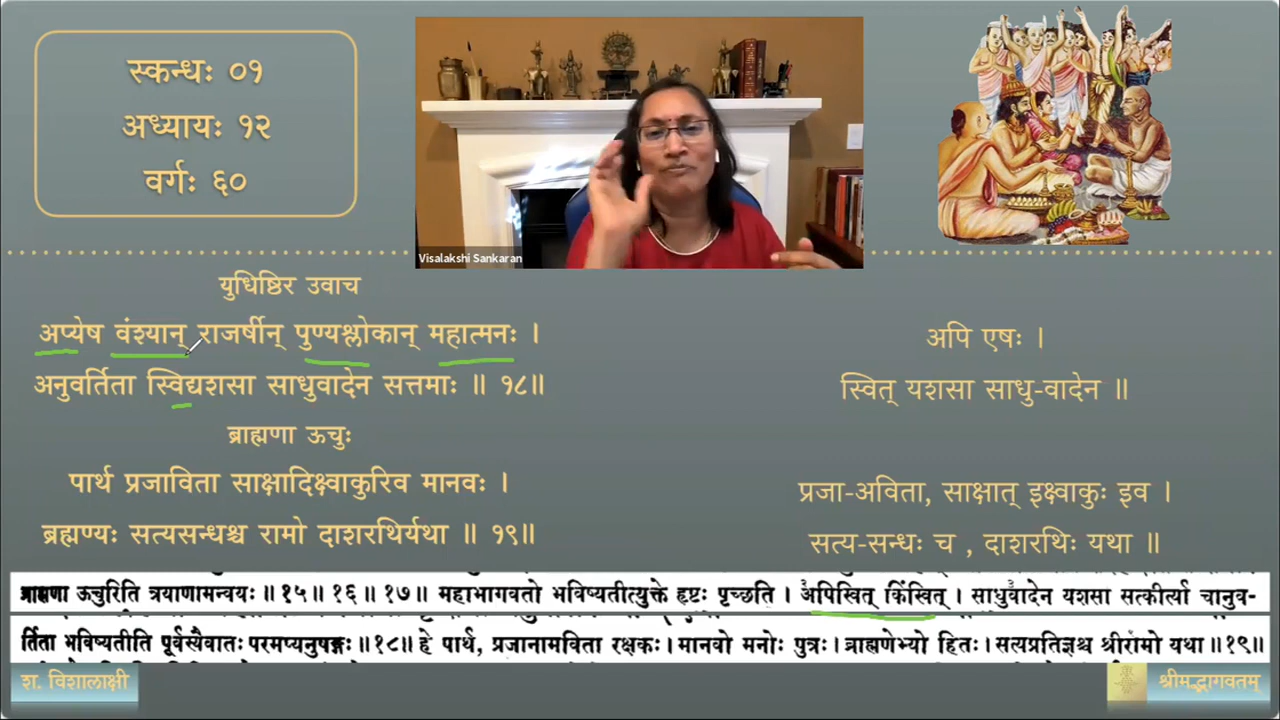 स्कन्धः ०१
अध्यायः १२
वर्गः ६०
Visalakshi Sankaran
युधिष्ठिर उवाच
अप्येष वंश्यान् राजर्षीन् पुण्यश्लोकान् महात्मनः ।
अनुवर्तिता स्विद्यशसा साधुवादेन सत्तमाः ॥ १८॥
ब्राह्मणा ऊचुः
पार्थ प्रजाविता साक्षादिक्ष्वाकुरिव मानवः ।
ब्रह्मण्यः सत्यसन्धश्च रामो दाशरथिर्यथा ॥ १९॥
अपि एषः ।
स्वित् यशसा साधु-वादेन ॥
प्रजा-अविता, साक्षात् इक्ष्वाकुः इव ।
सत्य-सन्धः च , दाशरथिः यथा ॥
ब्राह्मणा ऊचुरिति त्रयाणामन्वयः ॥ १५॥ १६॥ १७॥ महाभागवतो भविष्यतीत्युक्ते हृष्टः पृच्छति । अपिस्वित् किंस्वित् । साधुवादेन यशसा सत्कीर्त्या चानुव-
र्तिता भविष्यतीति पूर्वस्यैवातः परमप्यनुषङ्गः ॥१८॥ हे पार्थ, प्रजानामविता रक्षकः । मानवो मनोः पुत्रः । ब्राह्मणेभ्यो हितः । सत्यप्रतिज्ञश्च श्रीरामो यथा ॥१९॥
श. विशालाक्षी
श्रीमद्भागवतम्